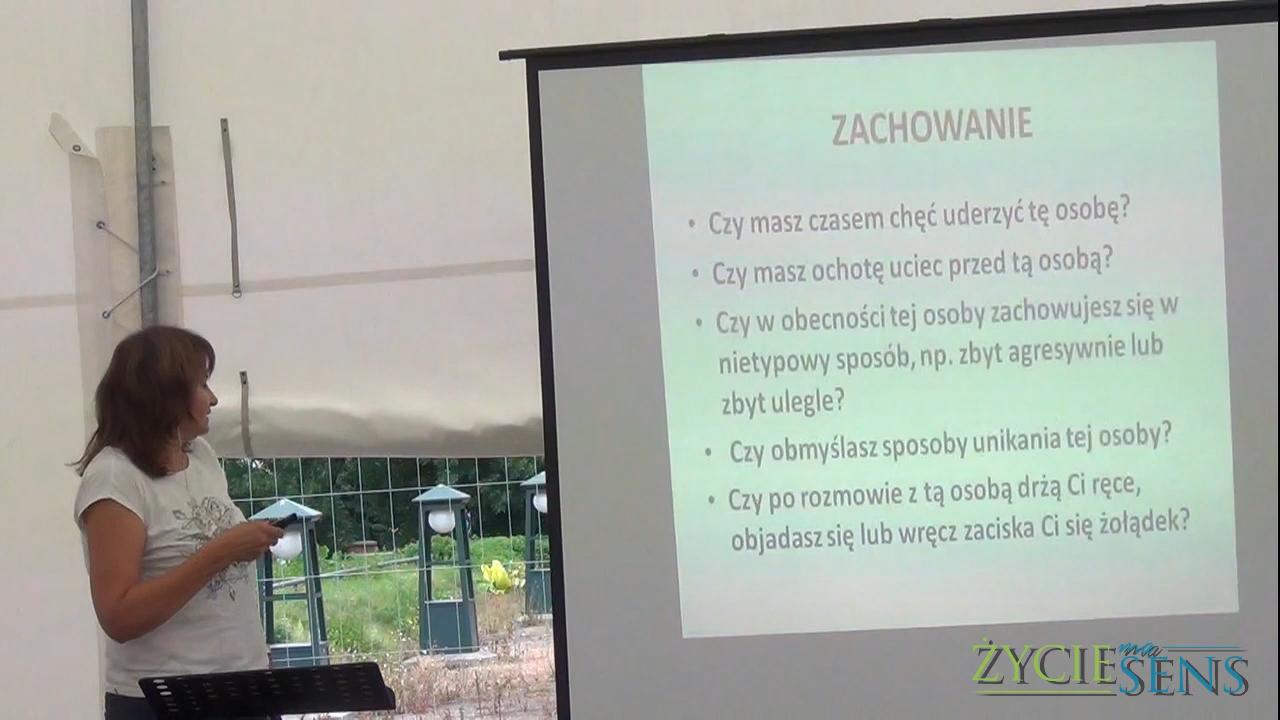 ZACHOWANIE
• Czy masz czasem chęć uderzyć tę osobę?
• Czy masz ochotę uciec przed tą osobą?
• Czy w obecności tej osoby zachowujesz się w
nietypowy sposób, np. zbyt agresywnie lub
zbyt ulegle?
• Czy obmyślasz sposoby unikania tej osoby?
• Czy po rozmowie z tą osobą drżą Ci ręce,
objadasz się lub wręcz zaciska Ci się żołądek?
ŻYCIE ma SENS